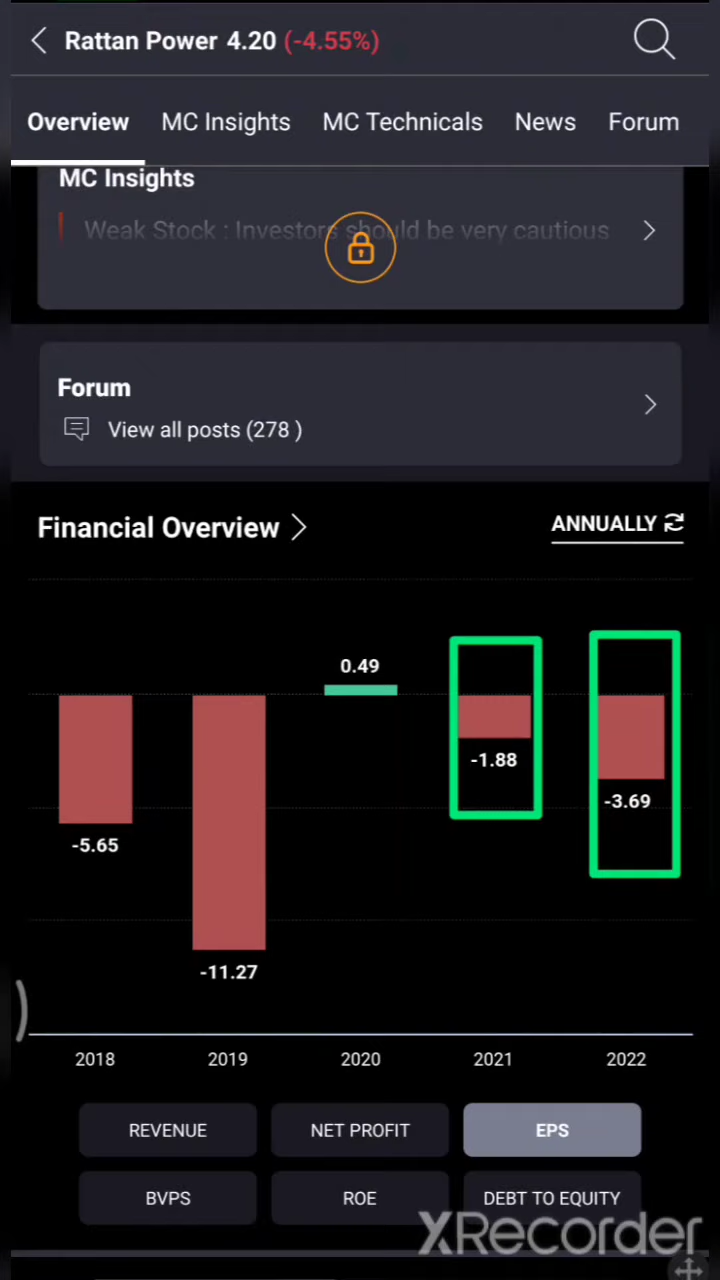 Rattan Power 4.20 (-4.55%)
Overview MC Insights MC Technicals News Forum
MC Insights
Weak Stock : Investors should be very cautious
Forum
View all posts (278 )
Financial Overview
ANNUALLY
0.49
-1.88
-3.69
-5.65
-11.27
2018 2019 2020 2021 2022
REVENUE NET PROFIT EPS
BVPS ROE DEBT TO EQUITY
XRecorder